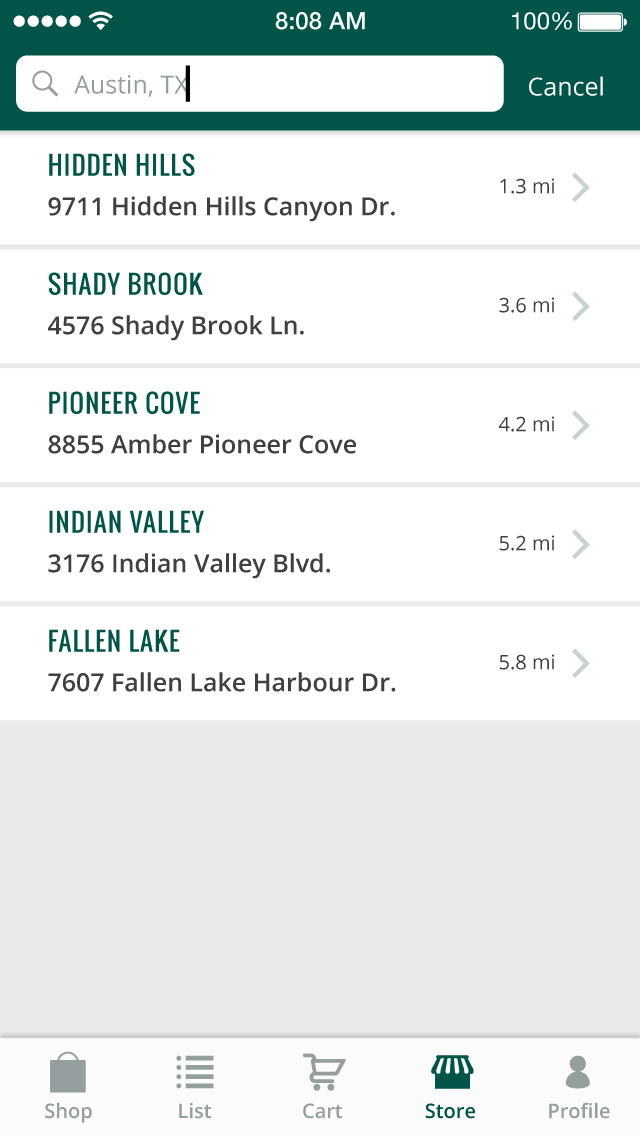 8:08 AM 100%
Austin, TX Cancel
HIDDEN HILLS
9711 Hidden Hills Canyon Dr.
1.3 mi
SHADY BROOK
4576 Shady Brook Ln.
3.6 mi
PIONEER COVE
8855 Amber Pioneer Cove
4.2 mi
INDIAN VALLEY
3176 Indian Valley Blvd.
5.2 mi
FALLEN LAKE
7607 Fallen Lake Harbour Dr.
5.8 mi
Shop List Cart Store Profile